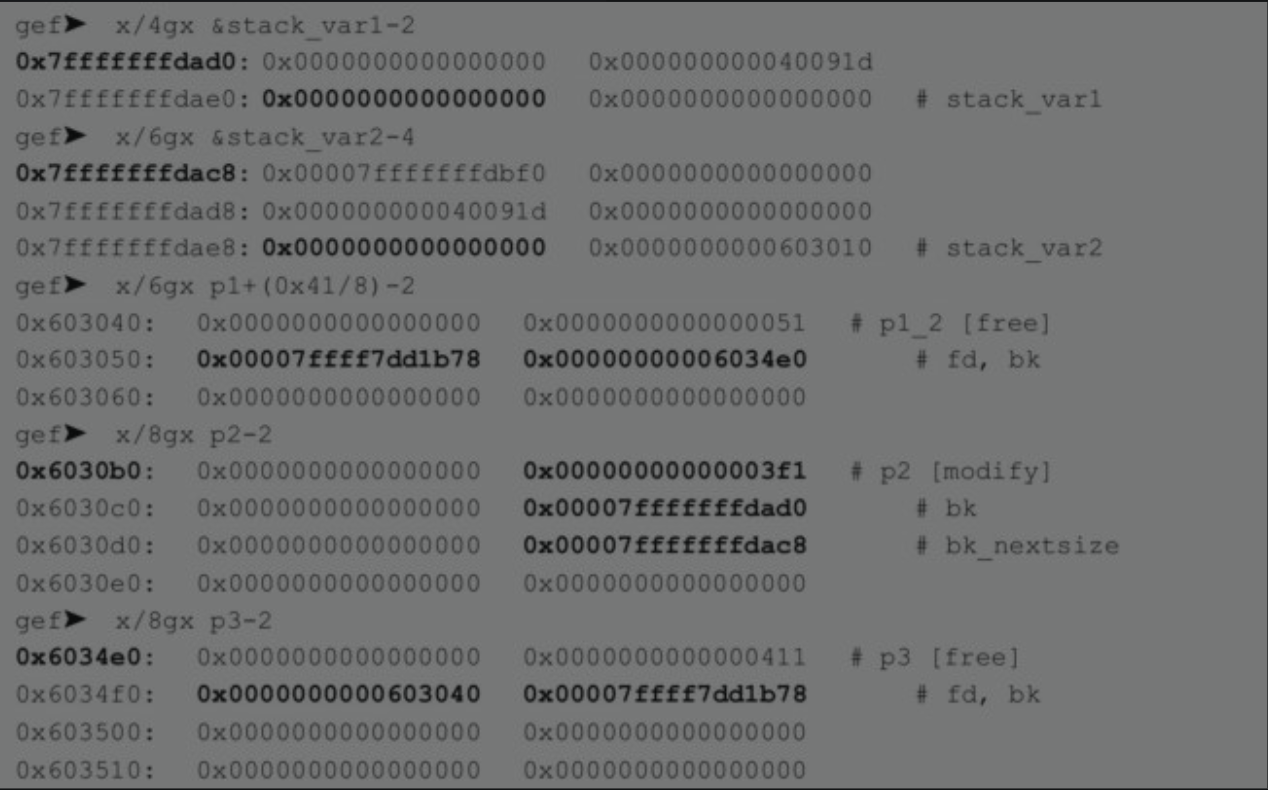 gef➤ x/4gx &stack_var1-2
0x7fffffffdad0: 0x0000000000000000 0x000000000040091d
0x7fffffffdae0: 0x0000000000000000 0x0000000000000000 # stack_var1
gef➤ x/6gx &stack_var2-4
0x7fffffffdac8: 0x00007fffffffdbf0 0x0000000000000000
0x7fffffffdad8: 0x000000000040091d 0x0000000000000000
0x7fffffffdae8: 0x0000000000000000 0x0000000000603010 # stack_var2
gef➤ x/6gx p1+(0x41/8)-2
0x603040: 0x0000000000000000 0x0000000000000051 # p1_2 [free]
0x603050: 0x00007ffff7dd1b78 0x00000000006034e0 # fd, bk
0x603060: 0x0000000000000000 0x0000000000000000
gef➤ x/8gx p2-2
0x6030b0: 0x0000000000000000 0x00000000000003f1 # p2 [modify]
0x6030c0: 0x0000000000000000 0x00007fffffffdad0 # bk
0x6030d0: 0x0000000000000000 0x00007fffffffdac8 # bk_nextsize
0x6030e0: 0x0000000000000000 0x0000000000000000
gef➤ x/8gx p3-2
0x6034e0: 0x0000000000000000 0x0000000000000411 # p3 [free]
0x6034f0: 0x0000000000603040 0x00007ffff7dd1b78 # fd, bk
0x603500: 0x0000000000000000 0x0000000000000000
0x603510: 0x0000000000000000 0x0000000000000000